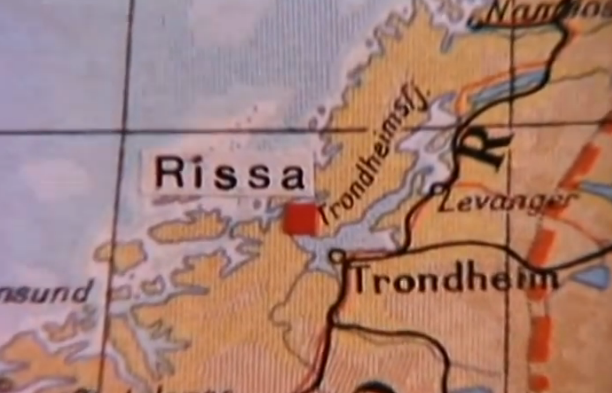 Rissa
Trondheimsfj.
R
Levanger
Trondheim
nsund